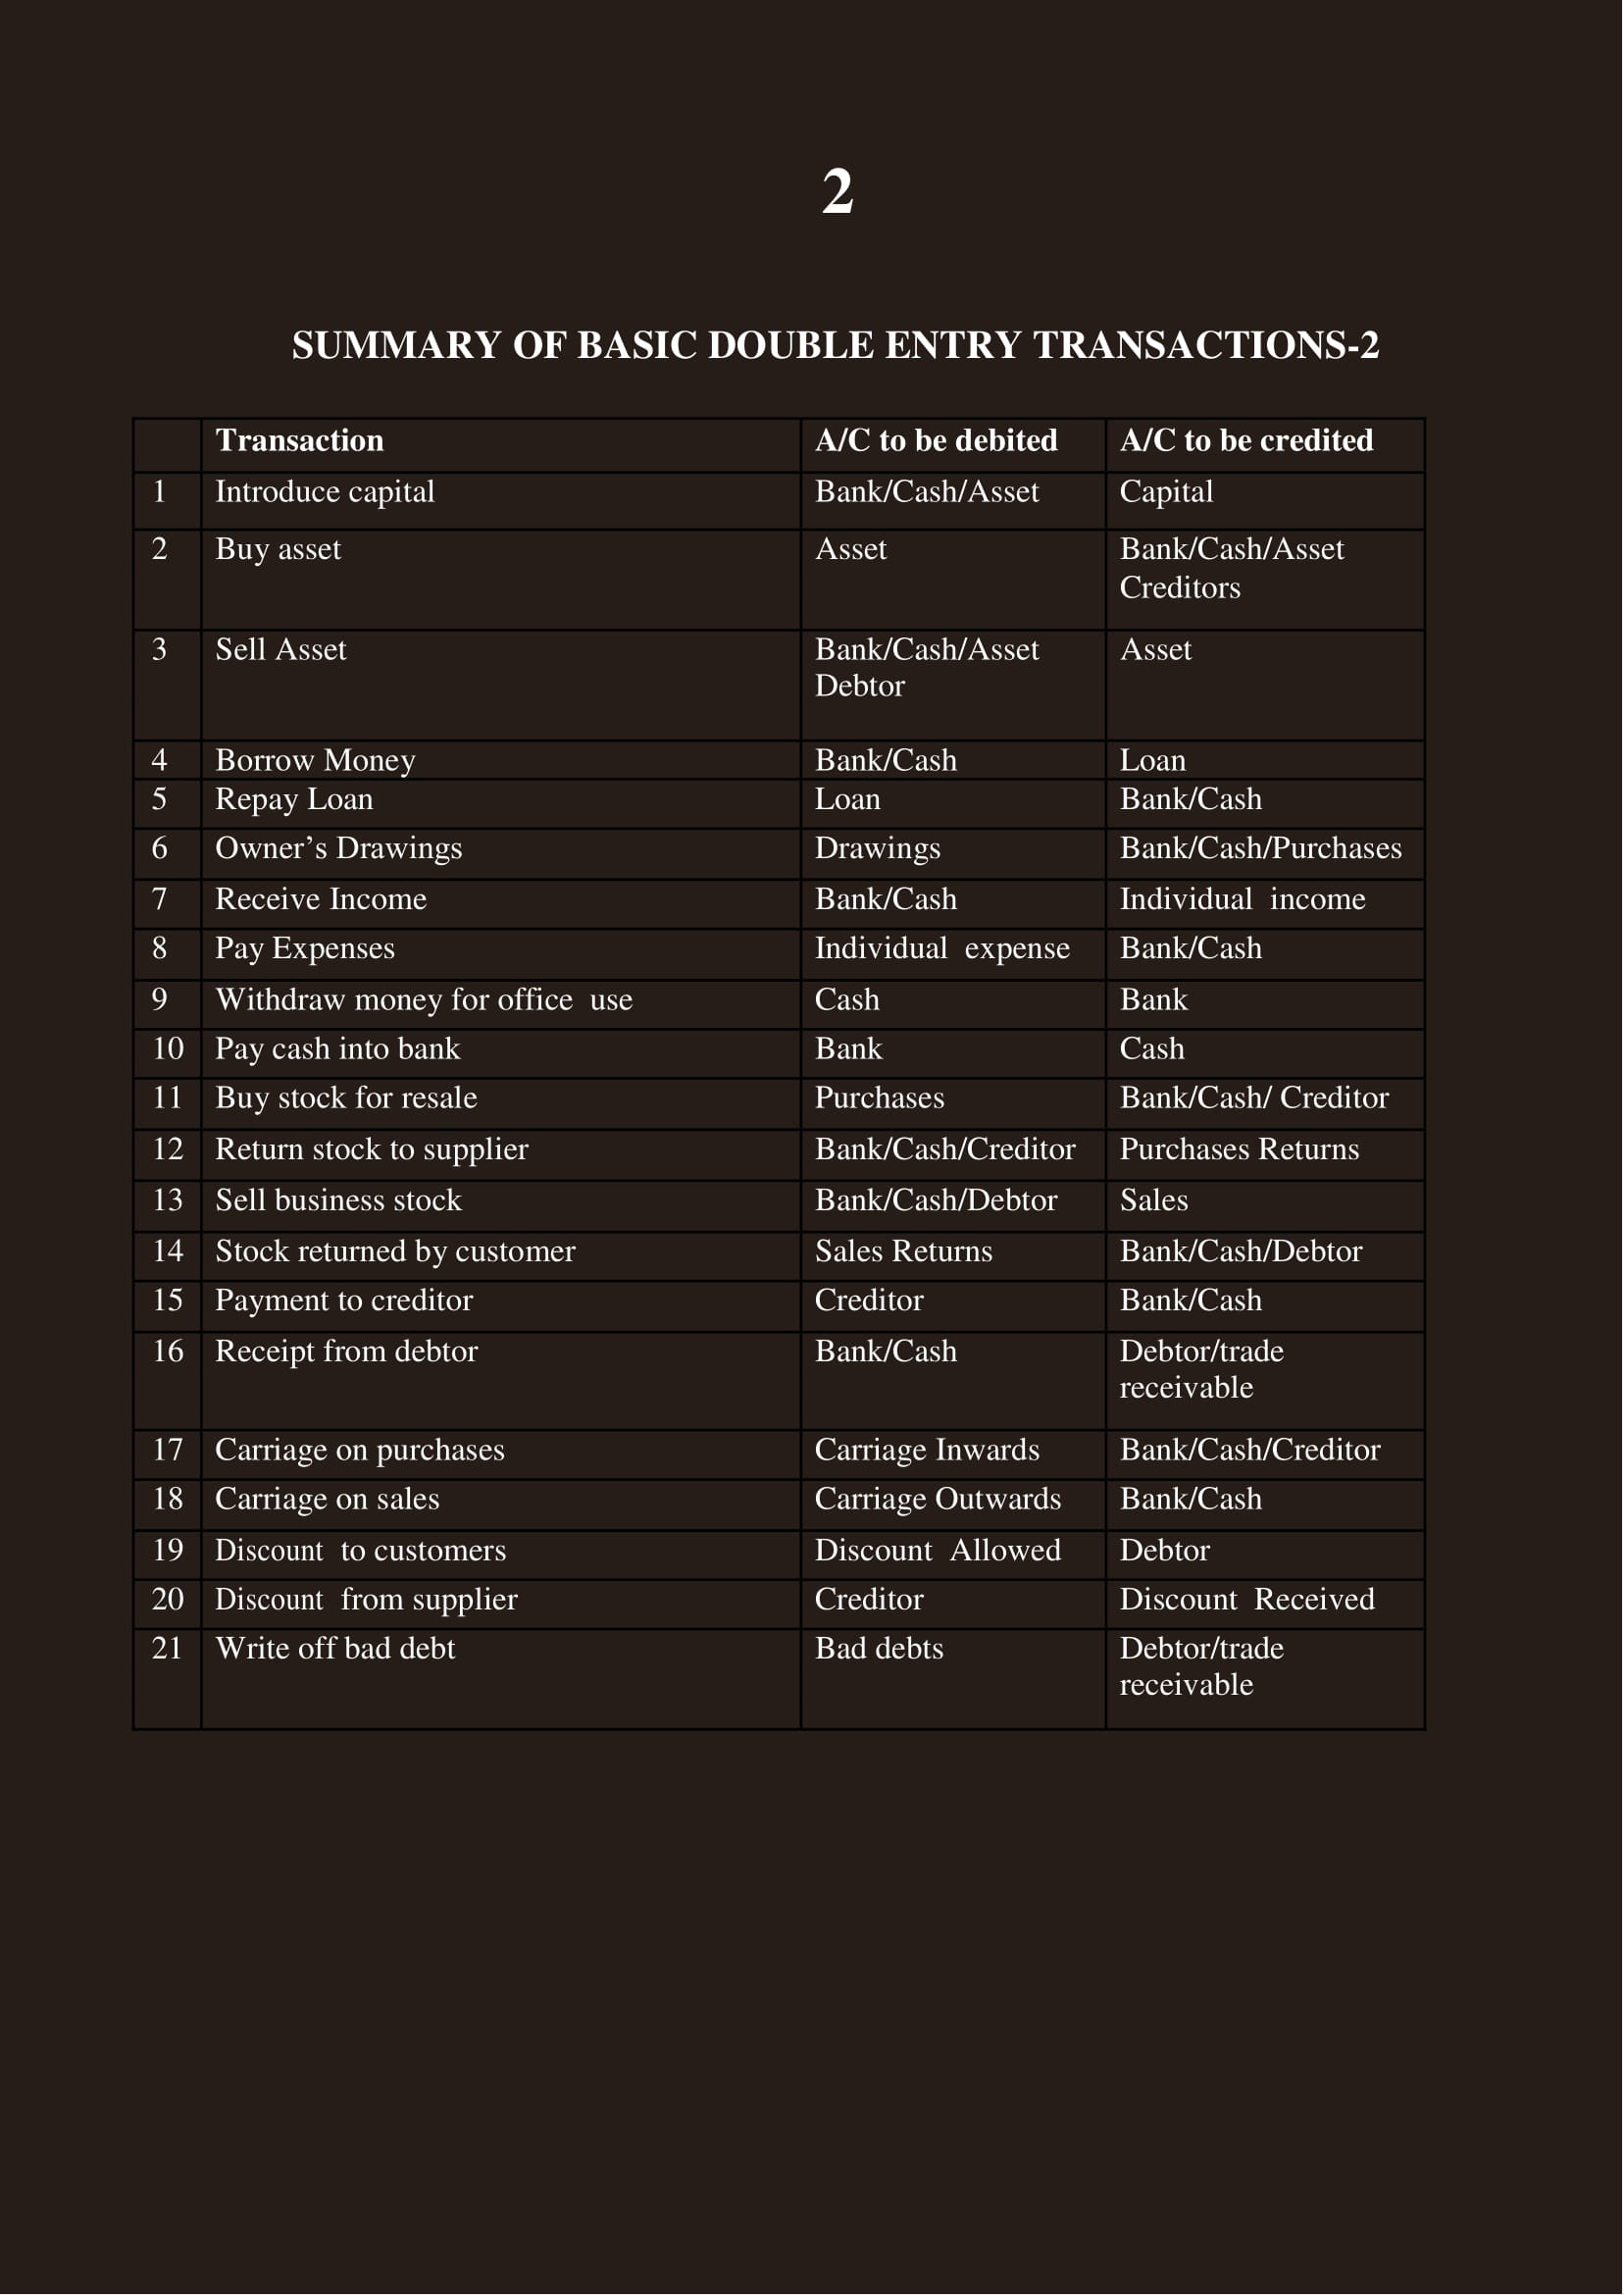 2
SUMMARY OF BASIC DOUBLE ENTRY TRANSACTIONS-2
Transaction A/C to be debited A/C to be credited
1 Introduce capital Bank/Cash/Asset Capital
2 Buy asset Asset Bank/Cash/Asset
Creditors
3 Sell Asset Bank/Cash/Asset Asset
Debtor
4 Borrow Money Bank/Cash Loan
5 Repay Loan Loan Bank/Cash
6 Owner’s Drawings Drawings Bank/Cash/Purchases
7 Receive Income Bank/Cash Individual income
8 Pay Expenses Individual expense Bank/Cash
9 Withdraw money for office use Cash Bank
10 Pay cash into bank Bank Cash
11 Buy stock for resale Purchases Bank/Cash/ Creditor
12 Return stock to supplier Bank/Cash/Creditor Purchases Returns
13 Sell business stock Bank/Cash/Debtor Sales
14 Stock returned by customer Sales Returns Bank/Cash/Debtor
15 Payment to creditor Creditor Bank/Cash
16 Receipt from debtor Bank/Cash Debtor/trade
receivable
17 Carriage on purchases Carriage Inwards Bank/Cash/Creditor
18 Carriage on sales Carriage Outwards Bank/Cash
19 Discount to customers Discount Allowed Debtor
20 Discount from supplier Creditor Discount Received
21 Write off bad debt Bad debts Debtor/trade
receivable